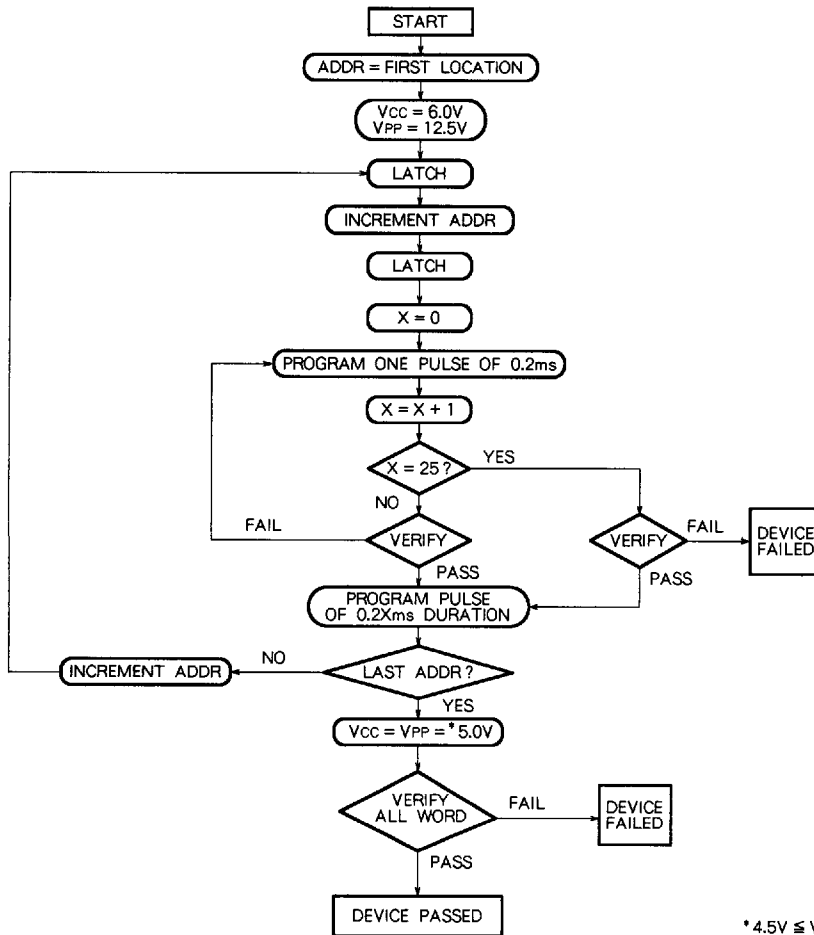 START
ADDR = FIRST LOCATION
VCC = 6.0V
VPP = 12.5V
LATCH
INCREMENT ADDR
LATCH
X = 0
PROGRAM ONE PULSE OF 0.2ms
X = X + 1
X = 25?
YES
NO
FAIL
VERIFY
PASS
VERIFY
FAIL
DEVICE
FAILED
PASS
PROGRAM PULSE
OF 0.2Xms DURATION
INCREMENT ADDR
NO
LAST ADDR?
YES
VCC = VPP = *5.0V
VERIFY
ALL WORD
FAIL
DEVICE
FAILED
PASS
DEVICE PASSED
*4.5V ≦ V